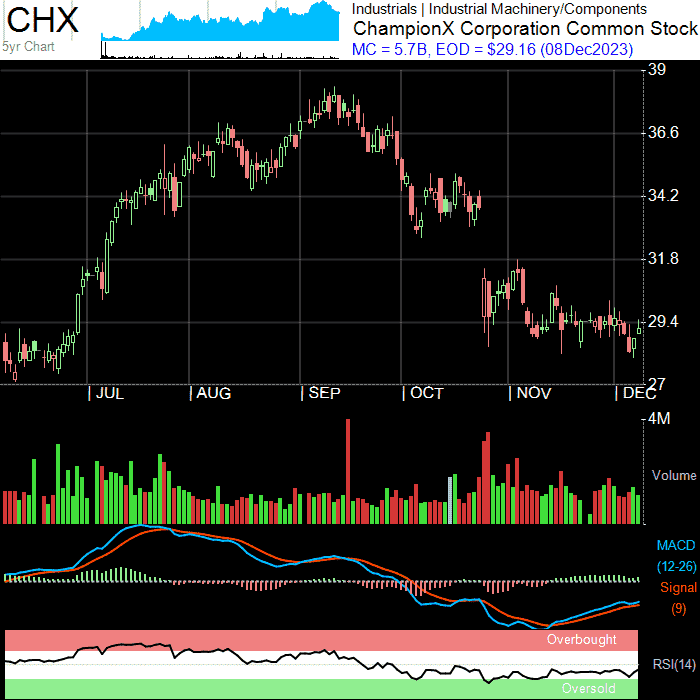 CHX
5yr Chart
Industrials | Industrial Machinery/Components
ChampionX Corporation Common Stock
MC = 5.7B, EOD = $29.16 (08Dec2023)
39
36.6
34.2
31.8
29.4
27
JUL AUG SEP OCT NOV DEC
4M
Volume
MACD
(12-26)
Signal
(9)
Overbought
RSI(14)
Oversold